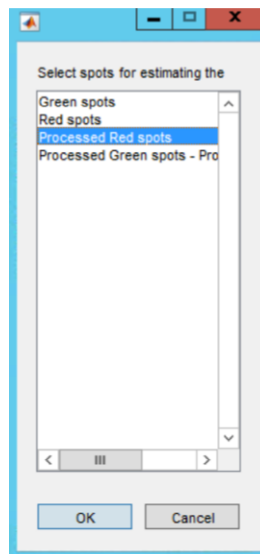 Select spots for estimating the
Green spots
Red spots
Processed Red spots
Processed Green spots - Pro
OK
Cancel